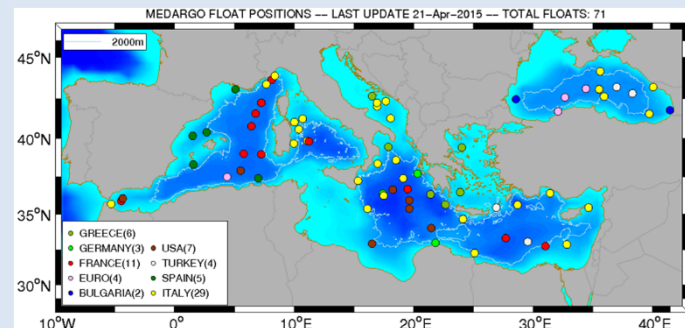 MEDARGO FLOAT POSITIONS -- LAST UPDATE 21-Apr-2015 -- TOTAL FLOATS: 71
2000m
45°N
40°N
35°N
30°N
GREECE(6)
GERMANY(3)
FRANCE(11)
EURO(4)
BULGARIA(2)
USA(7)
TURKEY(4)
SPAIN(5)
ITALY(29)
10°W 0° 10°E 20°E 30°E 40°E